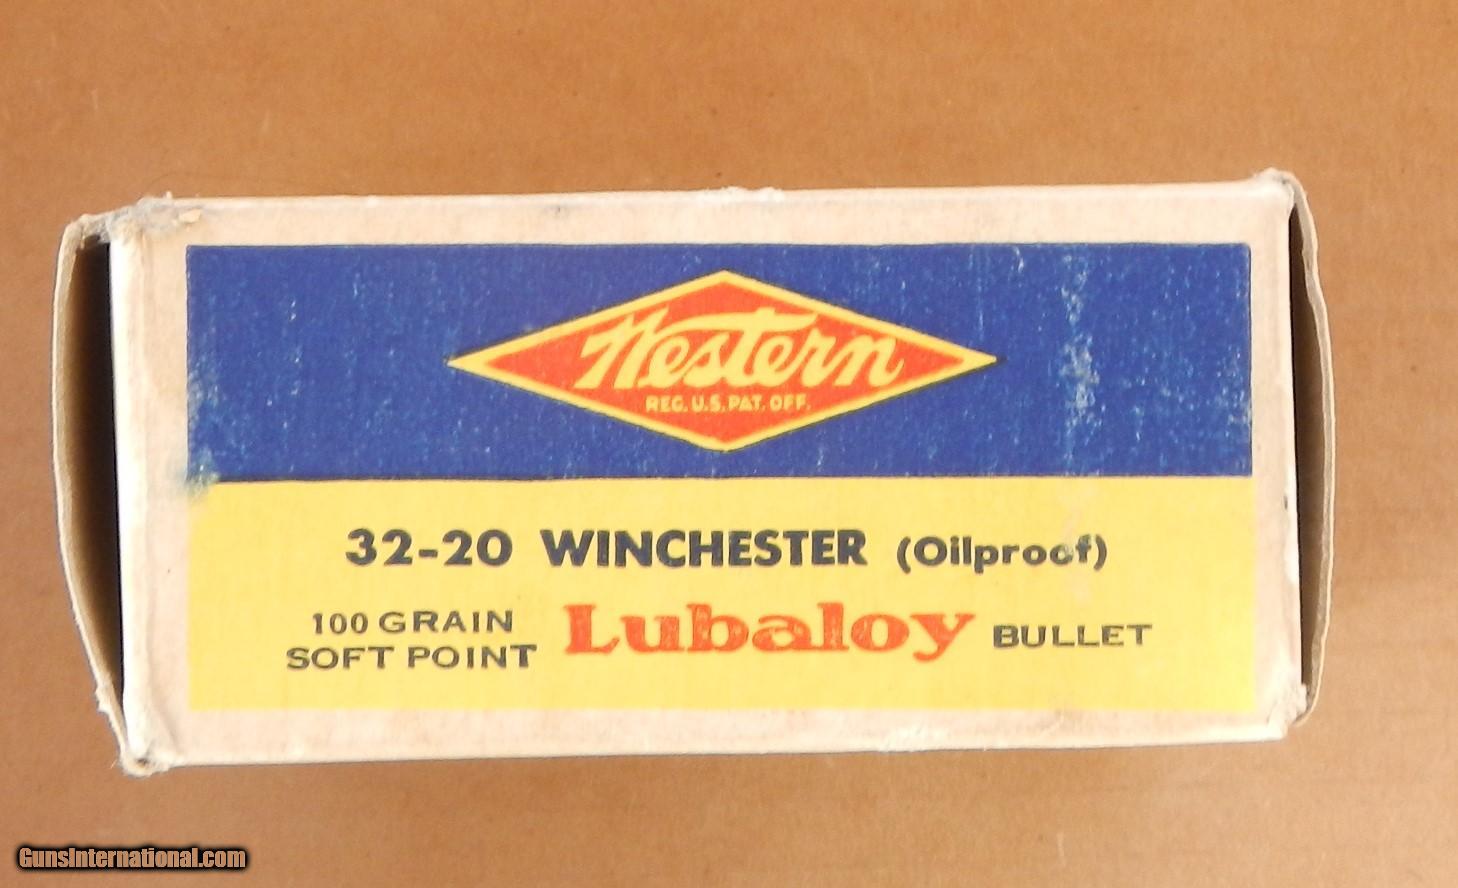 Western
REG. U.S. PAT. OFF.
32-20 WINCHESTER (Oilproof)
100 GRAIN
SOFT POINT
Lubaloy BULLET
GunsInternational.com